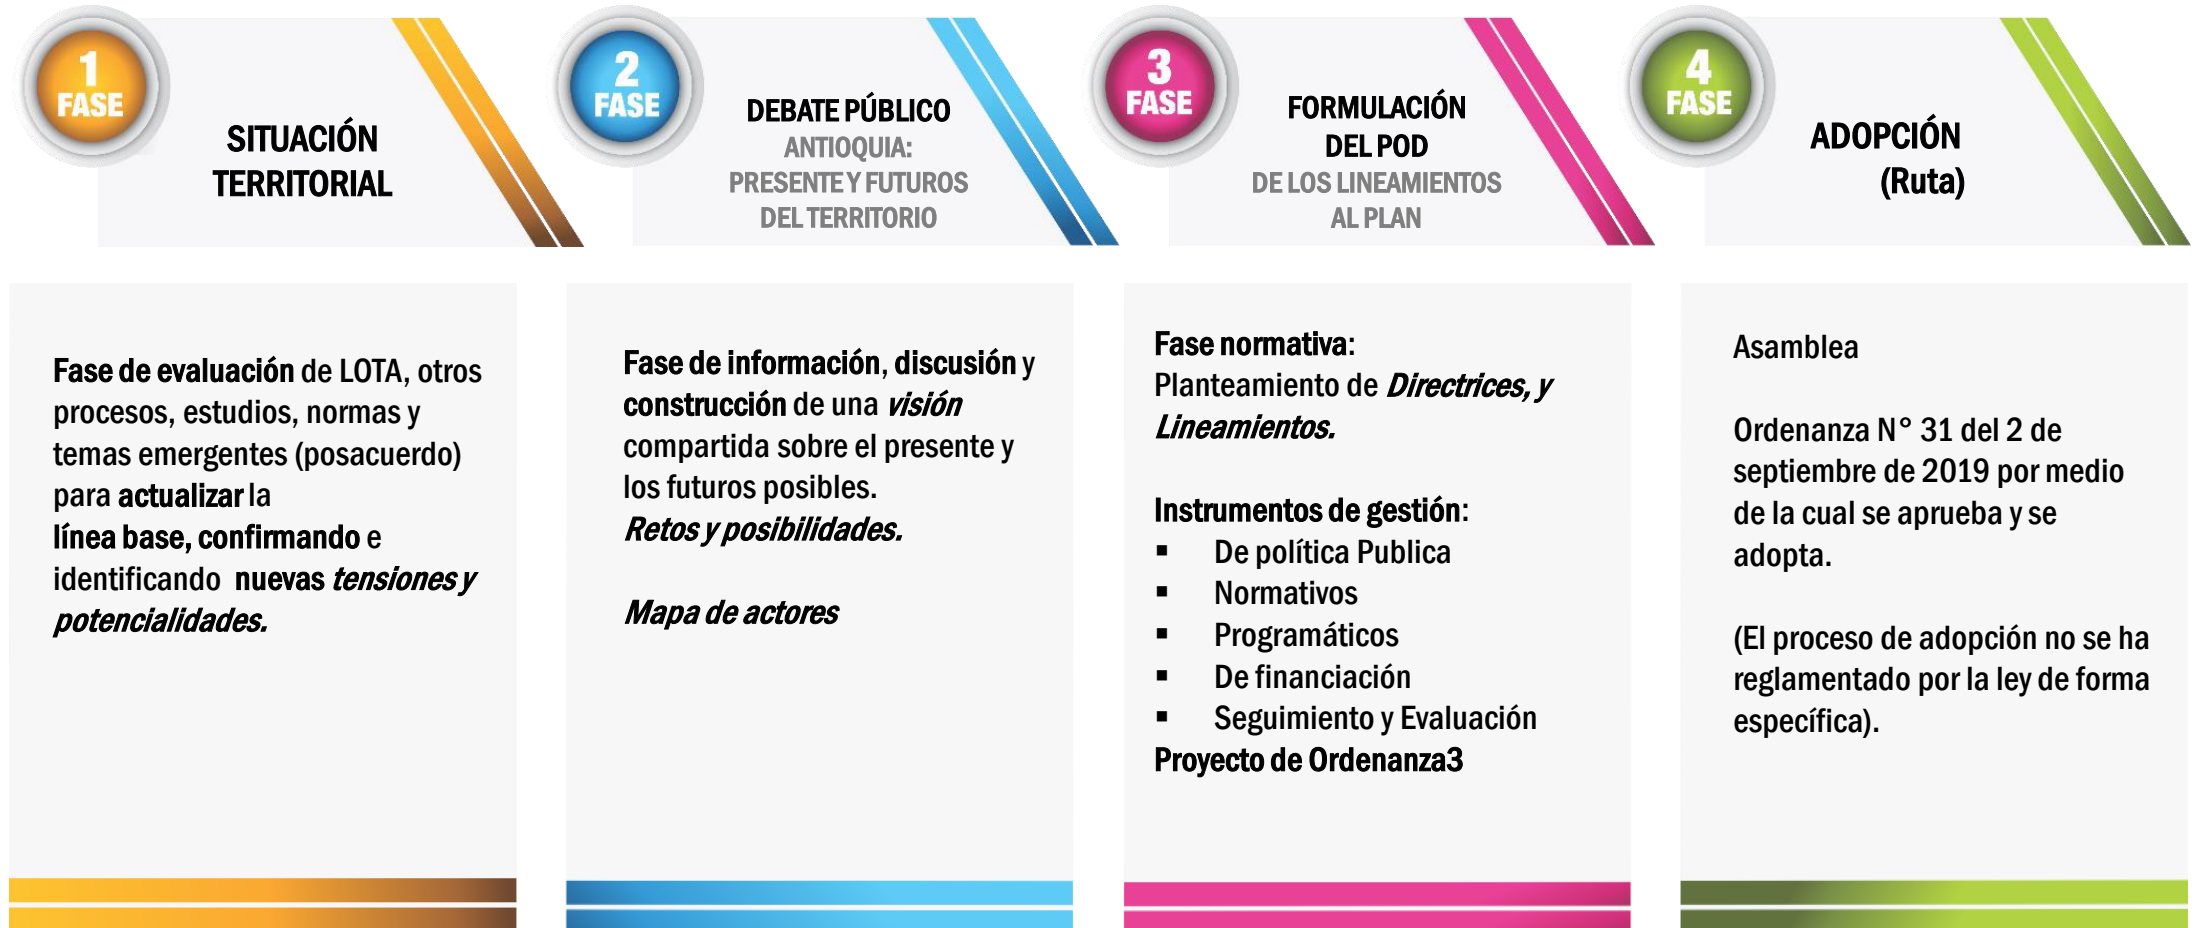 1
FASE
SITUACIÓN
TERRITORIAL
Fase de evaluación de LOTA, otros
procesos, estudios, normas y
temas emergentes (posacuerdo)
para actualizar la
línea base, confirmando e
identificando nuevas tensiones y
potencialidades.
2
FASE
DEBATE PÚBLICO
ANTIOQUIA:
PRESENTE Y FUTUROS
DEL TERRITORIO
Fase de información, discusión y
construcción de una visión
compartida sobre el presente y
los futuros posibles.
Retos y posibilidades.
Mapa de actores
3
FASE
FORMULACIÓN
DEL POD
DE LOS LINEAMIENTOS
AL PLAN
Fase normativa:
Planteamiento de Directrices, y
Lineamientos.
Instrumentos de gestión:
▪ De política Publica
▪ Normativos
▪ Programáticos
▪ De financiación
▪ Seguimiento y Evaluación
Proyecto de Ordenanza3
4
FASE
ADOPCIÓN
(Ruta)
Asamblea
Ordenanza N° 31 del 2 de
septiembre de 2019 por medio
de la cual se aprueba y se
adopta.
(El proceso de adopción no se ha
reglamentado por la ley de forma
específica).